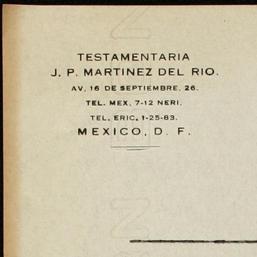 TESTAMENTARIA
J. P. MARTINEZ DEL RIO.
AV. 16 DE SEPTIEMBRE, 26.
TEL. MEX, 7-12 NERI.
TEL. ERIC, 1-25-83.
MEXICO, D. F.